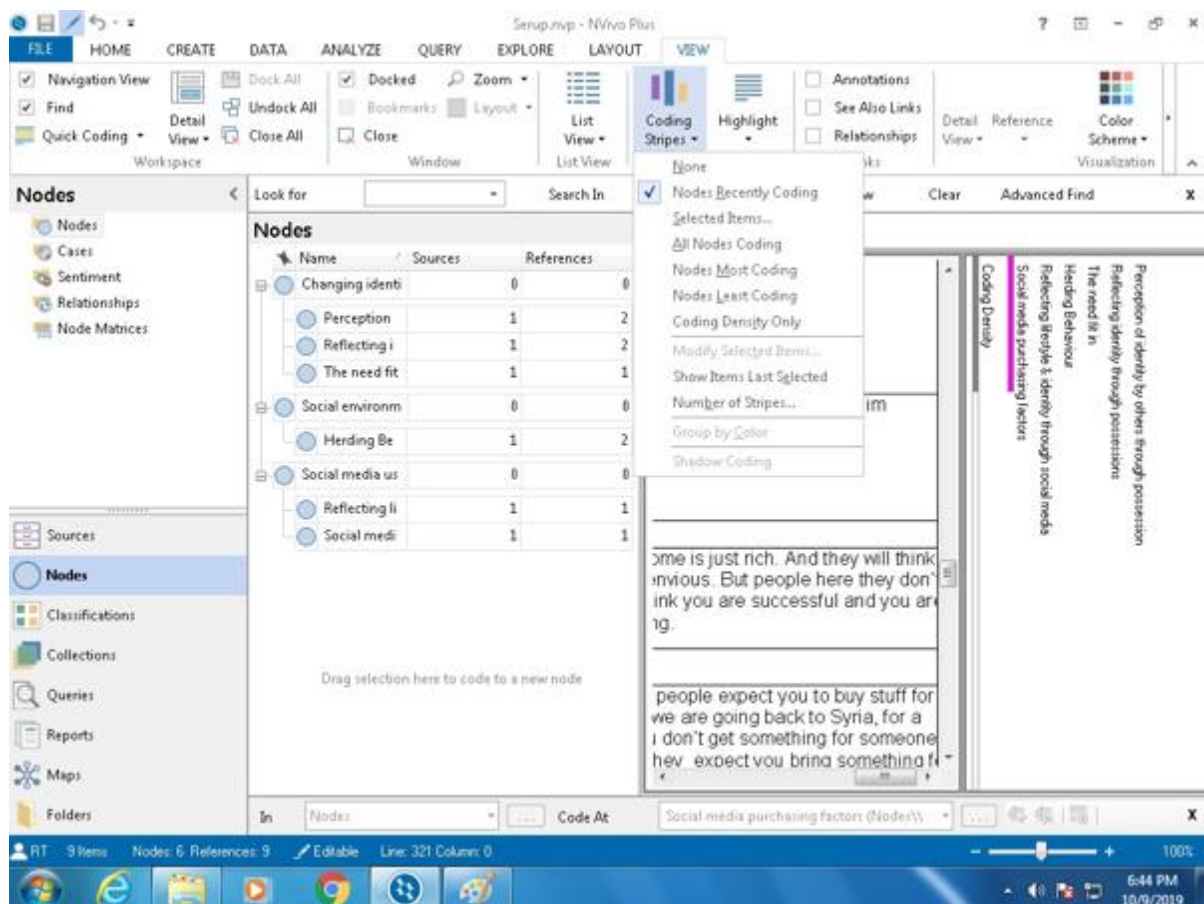 Serup.nvp - NVivo Plus
FILE HOME CREATE DATA ANALYZE QUERY EXPLORE LAYOUT VIEW
Navigation View
Find
Quick Coding
Workspace
Detail
View
Dock All
Undock All
Close All
Docked
Bookmarks
Close
Zoom
Layout
Window
List
View
List View
Coding
Stripes
Highlight
Annotations
See Also Links
Relationships
Detail
View
Reference
Color
Scheme
Visualization
None
Nodes Recently Coding
Selected Items...
All Nodes Coding
Nodes Most Coding
Nodes Least Coding
Coding Density Only
Modify Selected Items...
Show Items Last Selected
Number of Stripes...
Group by Color
Shadow Coding
Nodes
Nodes
Cases
Sentiment
Relationships
Node Matrices
Sources
Nodes
Classifications
Collections
Queries
Reports
Maps
Folders
Look for Search In Clear Advanced Find x
Nodes
Name Sources References
Changing identi 0 0
Perception 1 2
Reflecting i 1 2
The need fit 1 1
Social environm 0 0
Herding Be 1 2
Social media us 0 0
Reflecting li 1 1
Social medi 1 1
Drag selection here to code to a new node
im
ome is just rich. And they will think
envious. But people here they don't
ink you are successful and you are
ng.
people expect you to buy stuff for
we are going back to Syria, for a
don't get something for someone
they expect you bring something
Coding Density
Social media purchasing factors
Reflecting lifestyle & identity through social media
Herding Behaviour
The need fit in
Reflecting identity through possessions
Perception of identity by others through possession
In Nodes Code At Social media purchasing factors (Nodes\\ x
RT 9 Items Nodes: 6 References: 9 Editable Line: 321 Column: 0 100%
6:44 PM
10/9/2019